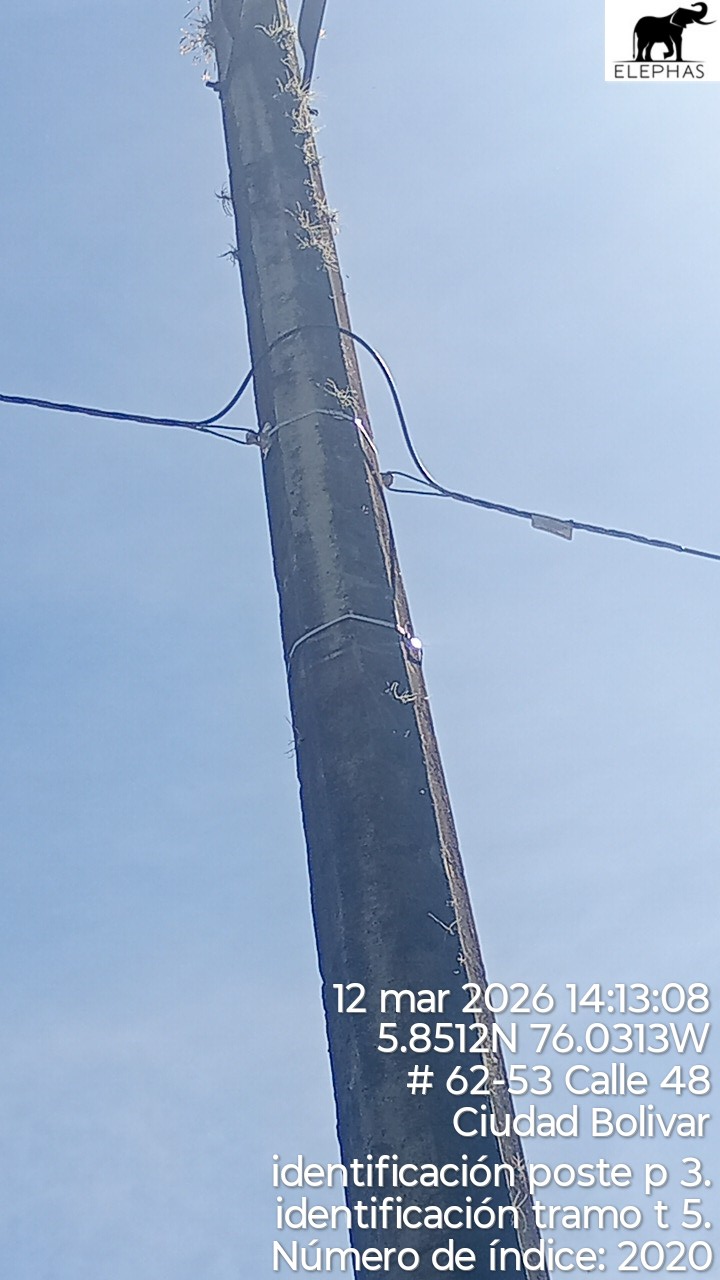 ELEPHAS
12 mar 2026 14:13:08
5.8512N 76.0313W
# 62-53 Calle 48
Ciudad Bolivar
identificación poste p 3.
identificación tramo t 5.
Número de índice: 2020